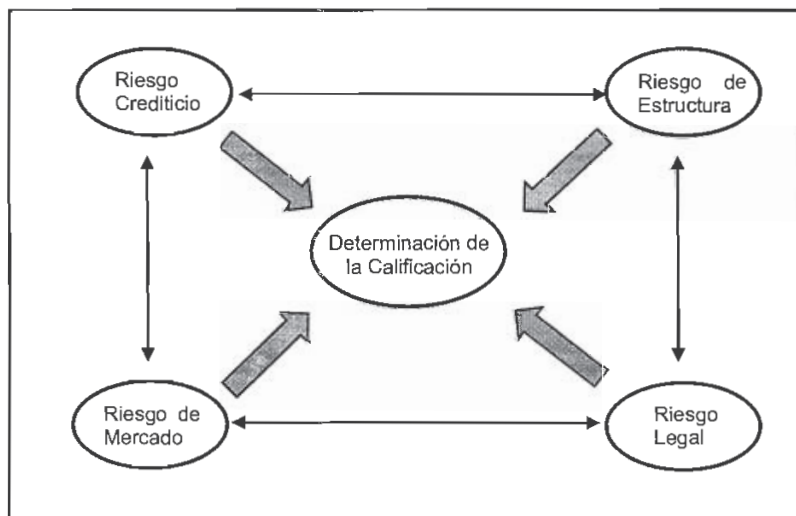 Riesgo
Crediticio
Riesgo de
Estructura
Determinación de
la Calificación
Riesgo de
Mercado
Riesgo
Legal